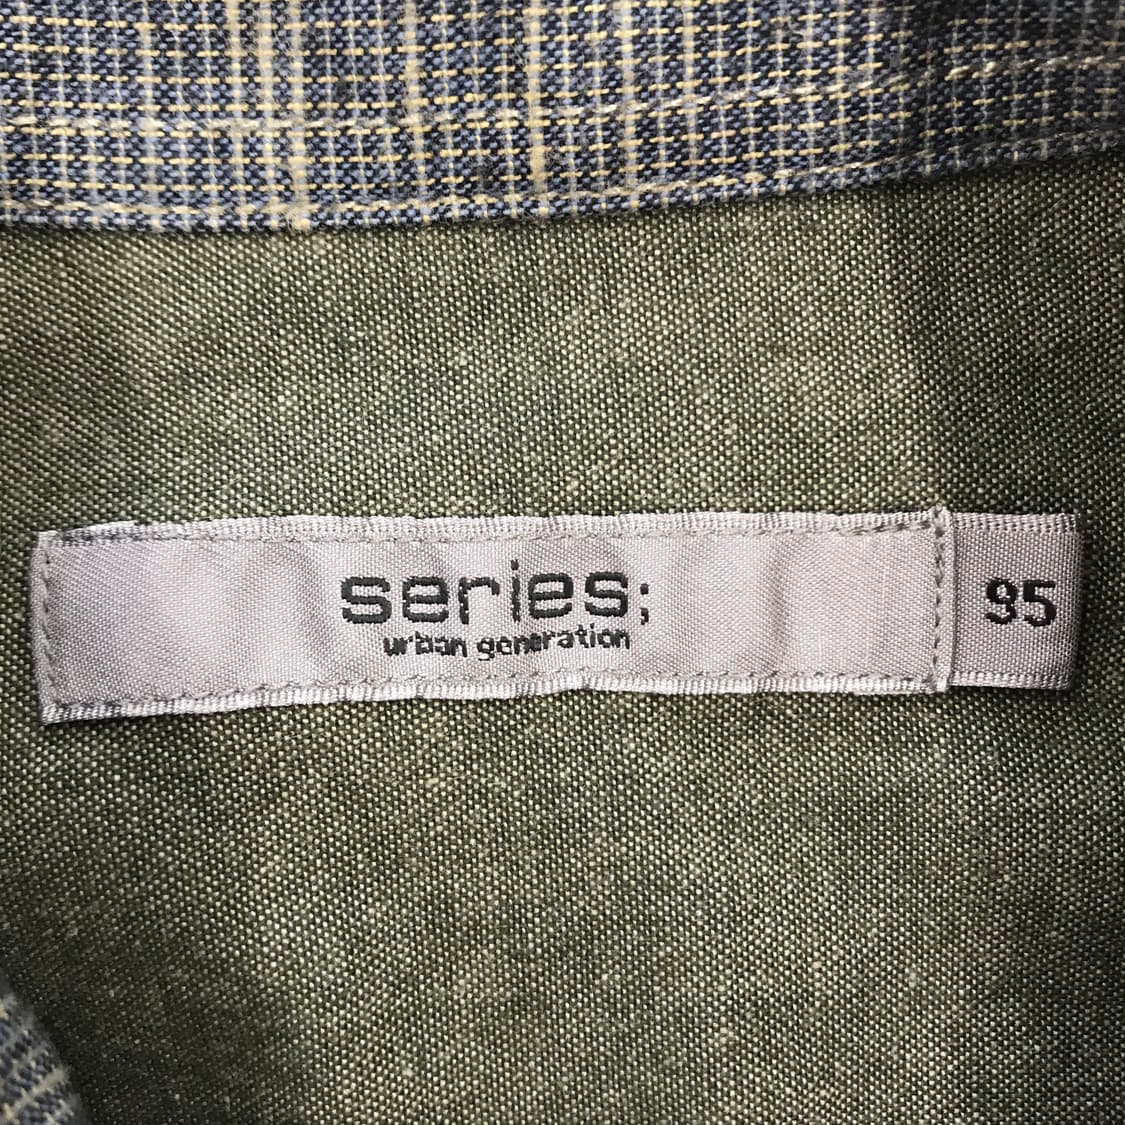 series;
urban generation
95